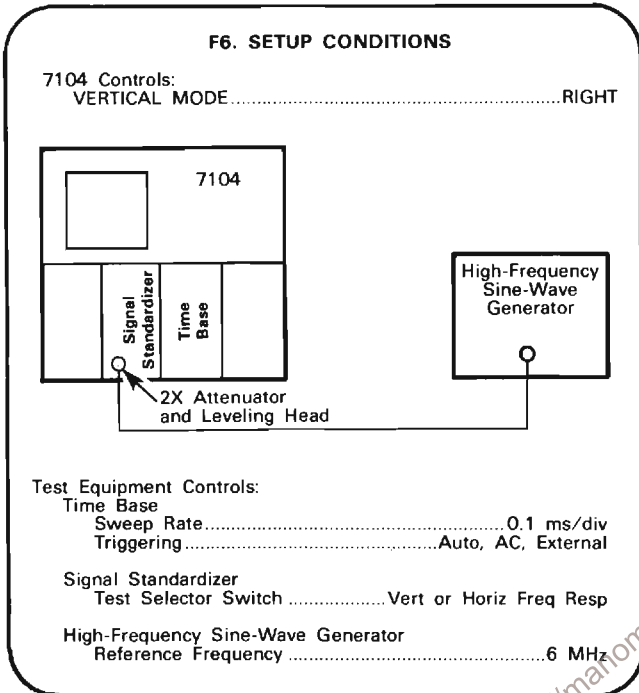 F6. SETUP CONDITIONS
7104 Controls:
VERTICAL MODE..............................................................RIGHT
7104
Signal
Standardizer
Time
Base
High-Frequency
Sine-Wave
Generator
2X Attenuator
and Leveling Head
Test Equipment Controls:
Time Base
Sweep Rate........................................................0.1 ms/div
Triggering...............................................Auto, AC, External
Signal Standardizer
Test Selector Switch ..................Vert or Horiz Freq Resp
High-Frequency Sine-Wave Generator
Reference Frequency ................................................6 MHz